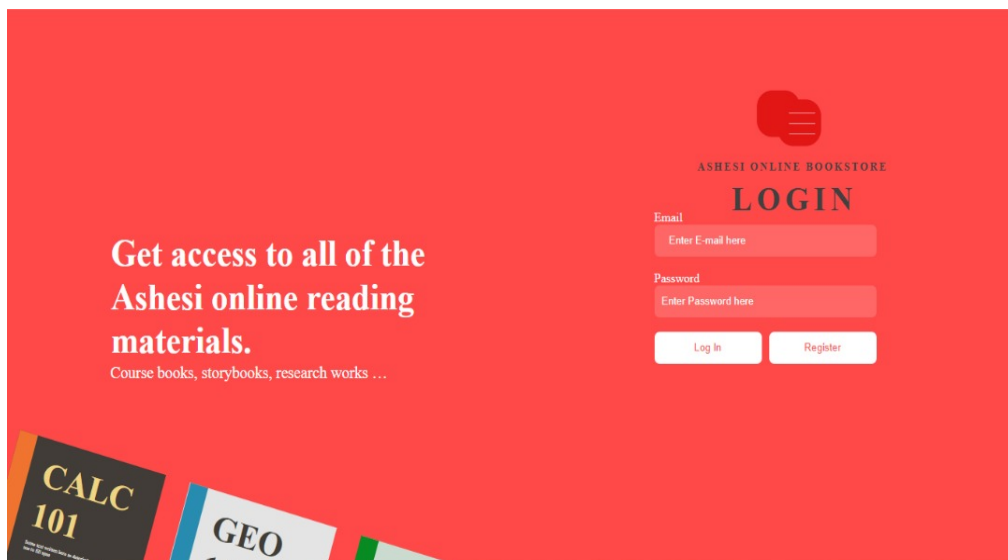 ASHESI ONLINE BOOKSTORE
LOGIN
Email
Enter E-mail here
Password
Enter Password here
Log In
Register
Get access to all of the
Ashesi online reading
materials.
Course books, storybooks, research works …
CALC
101
GEO